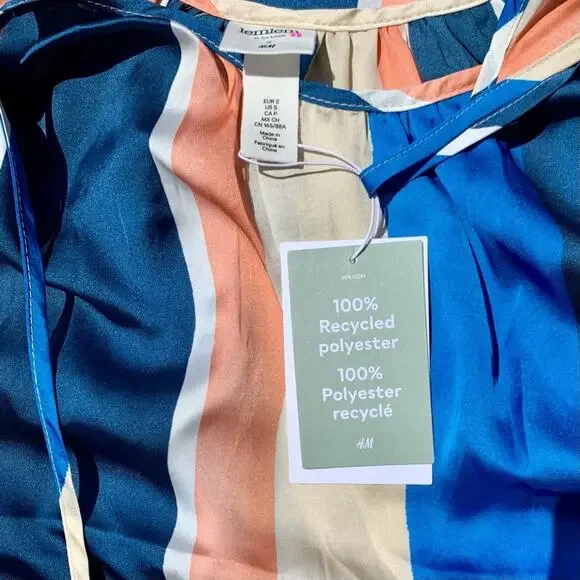 lemlem
H&M
EUR S
US S
CA P
MX CH
CN 165/88A
Made in
China
Fabriqué en
Chine
HM.COM
100%
Recycled
polyester
100%
Polyester
recyclé
H&M